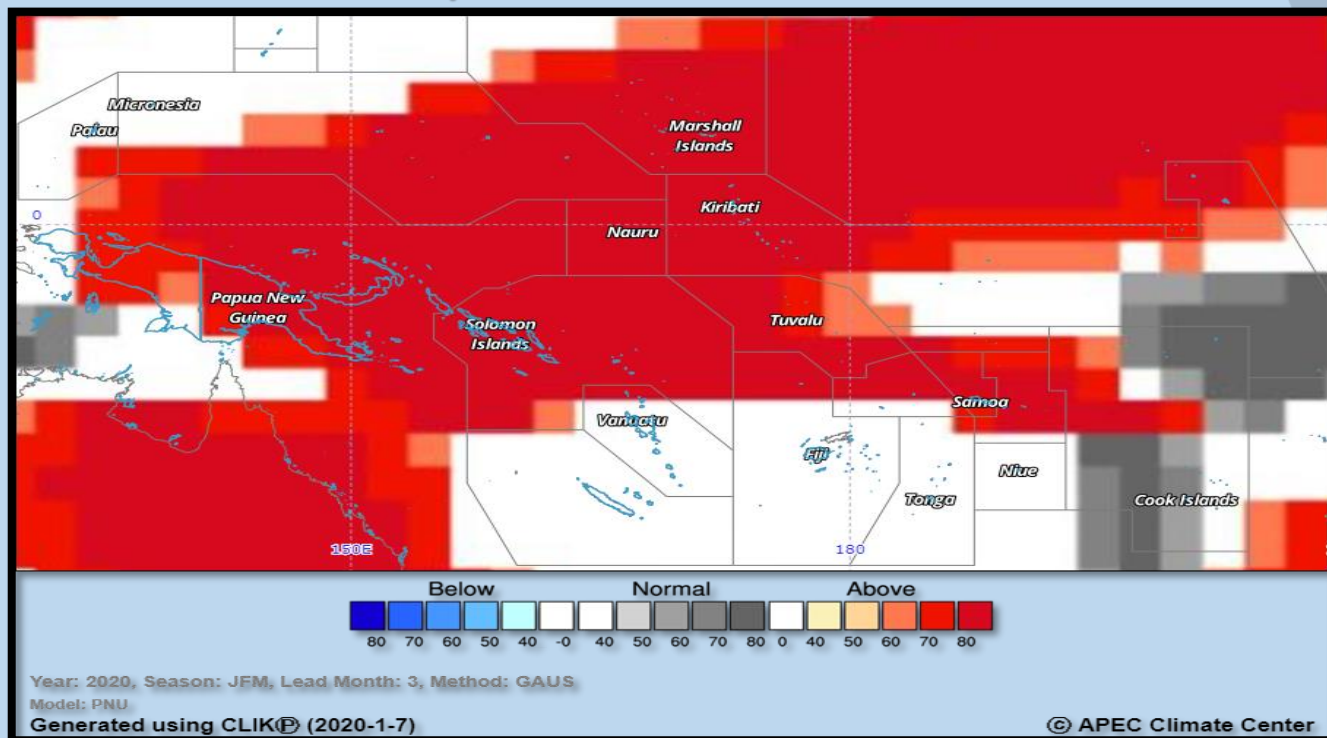 Micronesia
Palau
Marshall
Islands
Kiribati
0
Nauru
Papua New
Guinea
Solomon
Islands
Tuvalu
Samoa
Vanuatu
Fiji
Niue
Tonga
Cook Islands
150E
180
Below Normal Above
80 70 60 50 40 -0 40 50 60 70 80 0 40 50 60 70 80
Year: 2020, Season: JFM, Lead Month: 3, Method: GAUS
Model: PNU
Generated using CLIKⓅ (2020-1-7)
© APEC Climate Center